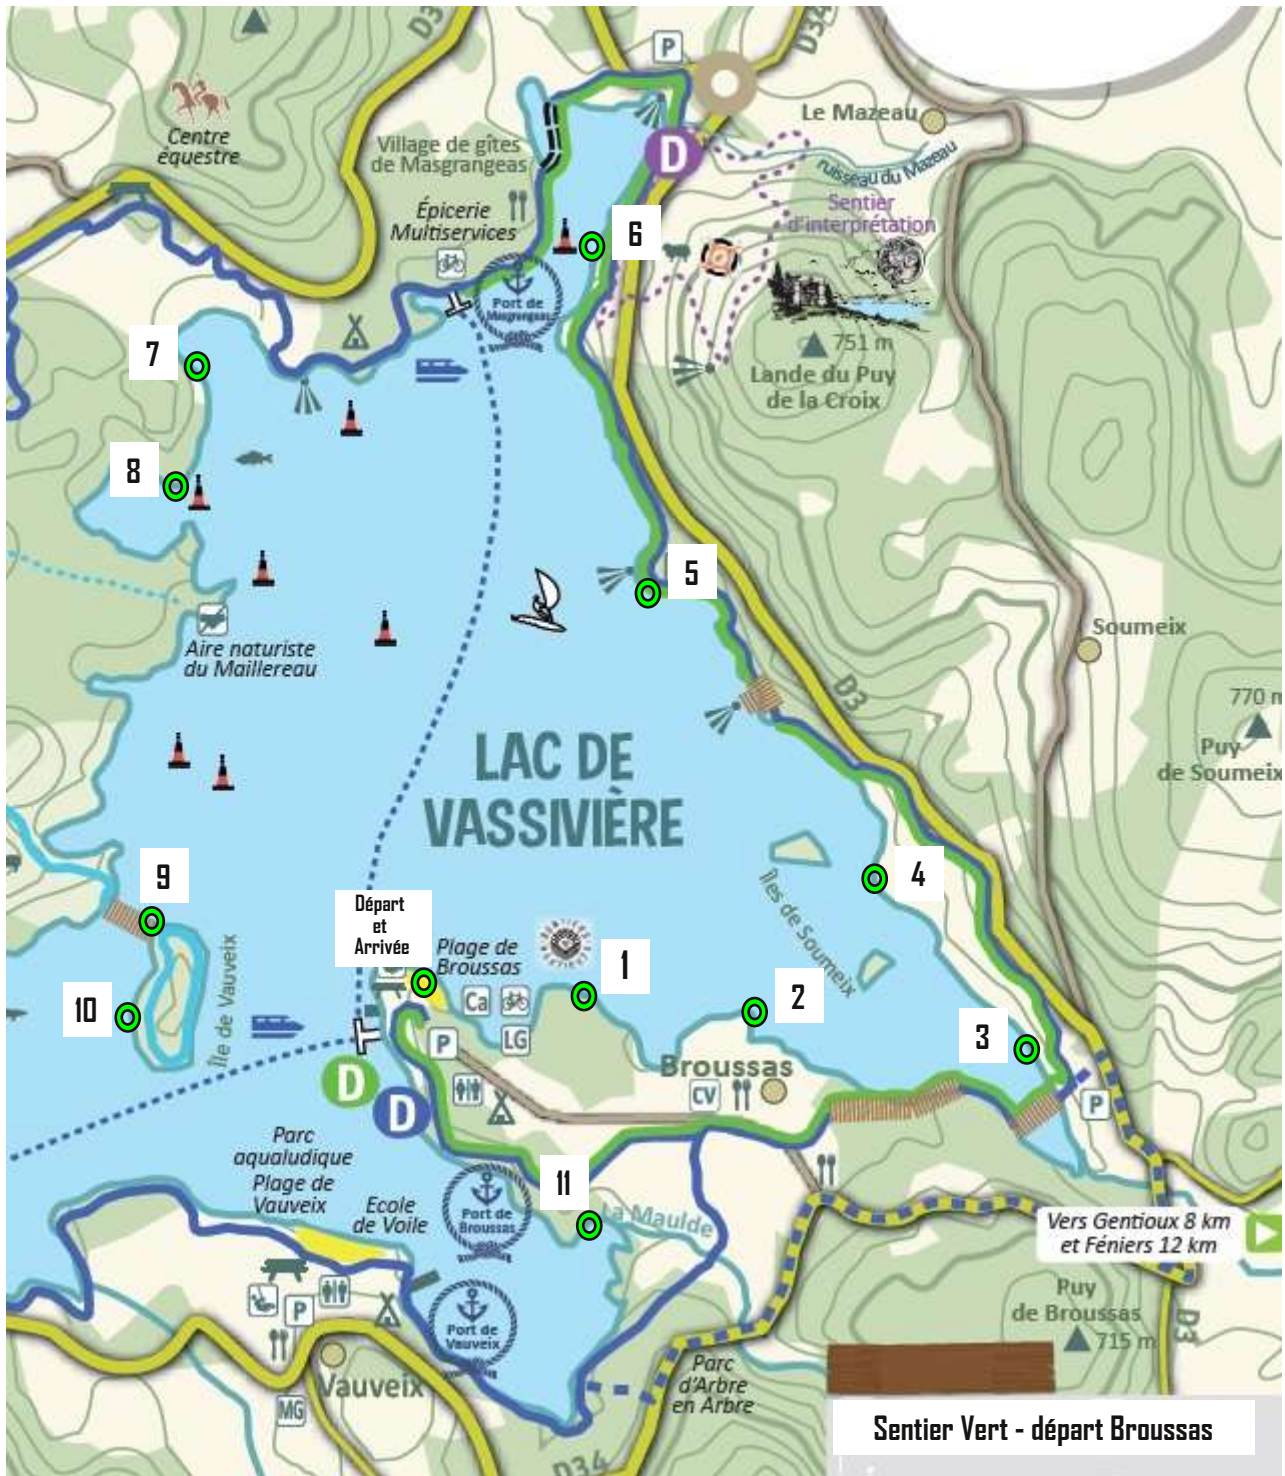 D3
P
D34
Le Mazeau
Centre
équestre
Village de gîtes
de Masgrangeas
D
ruisseau du Mazeau
Sentier
d'interprétation
Épicerie
Multiservices
6
Port de
Masgrangeas
7
751 m
Lande du Puy
de la Croix
8
5
Soumeix
Aire naturiste
du Maillereau
D3
770 m
Puy
de Soumeix
LAC DE
VASSIVIÈRE
9
4
Départ
et
Arrivée
Plage de
Broussas
1
Îles de Soumeix
Île de Vauveix
10
Ca
2
3
P
LG
Broussas
CV
D
D
P
Parc
aqualudique
Plage de
Vauveix
Ecole
de Voile
11
Port de
Broussas
La Maulde
Vers Gentioux 8 km
et Féniers 12 km
P
Port de
Vauveix
Puy
de Broussas
715 m
D3
Vauveix
MG
Parc
d'Arbre
en Arbre
D34
Sentier Vert - départ Broussas